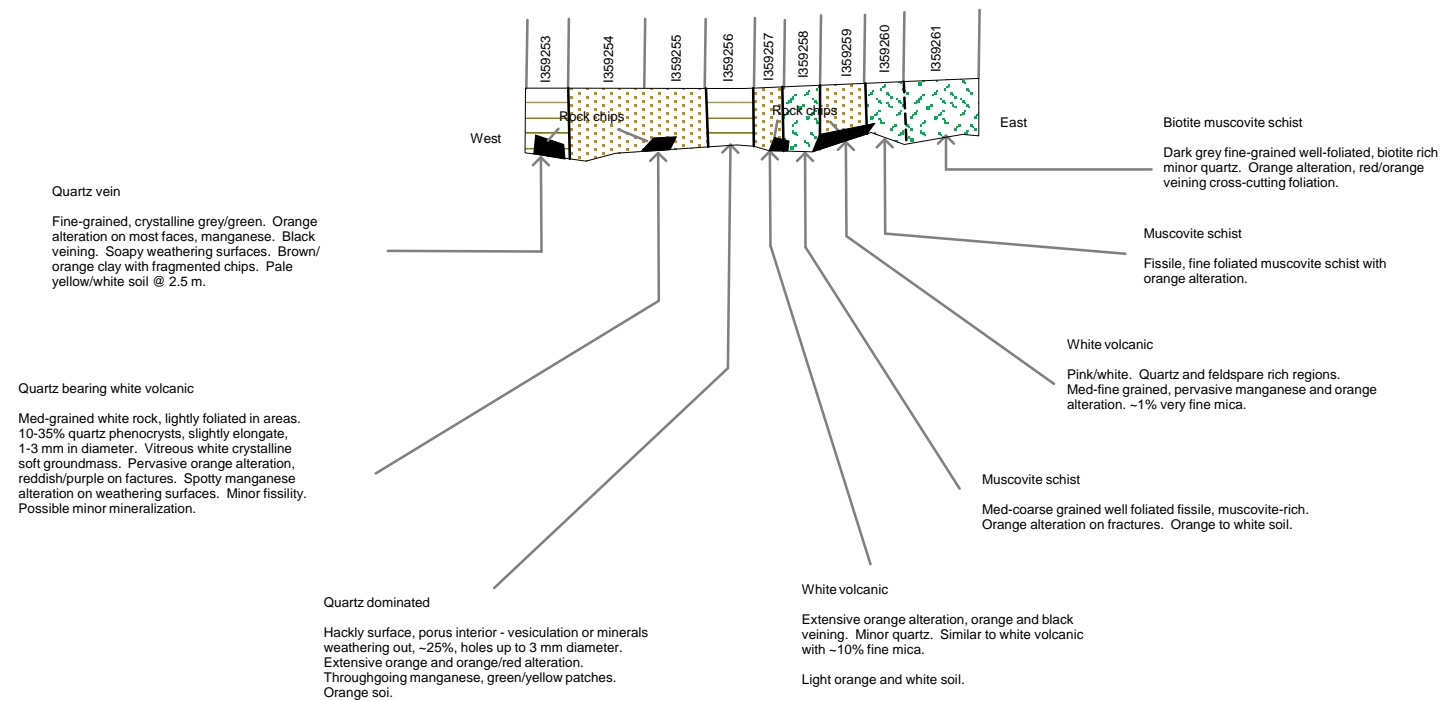 I359253
I359254
I359255
I359256
I359257
I359258
I359259
I359260
I359261
Rock chips
Rock chips
West
East
Quartz vein
Fine-grained, crystalline grey/green. Orange
alteration on most faces, manganese. Black
veining. Soapy weathering surfaces. Brown/
orange clay with fragmented chips. Pale
yellow/white soil @ 2.5 m.
Quartz bearing white volcanic
Med-grained white rock, lightly foliated in areas.
10-35% quartz phenocrysts, slightly elongate,
1-3 mm in diameter. Vitreous white crystalline
soft groundmass. Pervasive orange alteration,
reddish/purple on factures. Spotty manganese
alteration on weathering surfaces. Minor fissility.
Possible minor mineralization.
Quartz dominated
Hackly surface, porus interior - vesiculation or minerals
weathering out, ~25%, holes up to 3 mm diameter.
Extensive orange and orange/red alteration.
Throughgoing manganese, green/yellow patches.
Orange soi.
White volcanic
Extensive orange alteration, orange and black
veining. Minor quartz. Similar to white volcanic
with ~10% fine mica.
Light orange and white soil.
Muscovite schist
Med-coarse grained well foliated fissile, muscovite-rich.
Orange alteration on fractures. Orange to white soil.
White volcanic
Pink/white. Quartz and feldspare rich regions.
Med-fine grained, pervasive manganese and orange
alteration. ~1% very fine mica.
Muscovite schist
Fissile, fine foliated muscovite schist with
orange alteration.
Biotite muscovite schist
Dark grey fine-grained well-foliated, biotite rich
minor quartz. Orange alteration, red/orange
veining cross-cutting foliation.